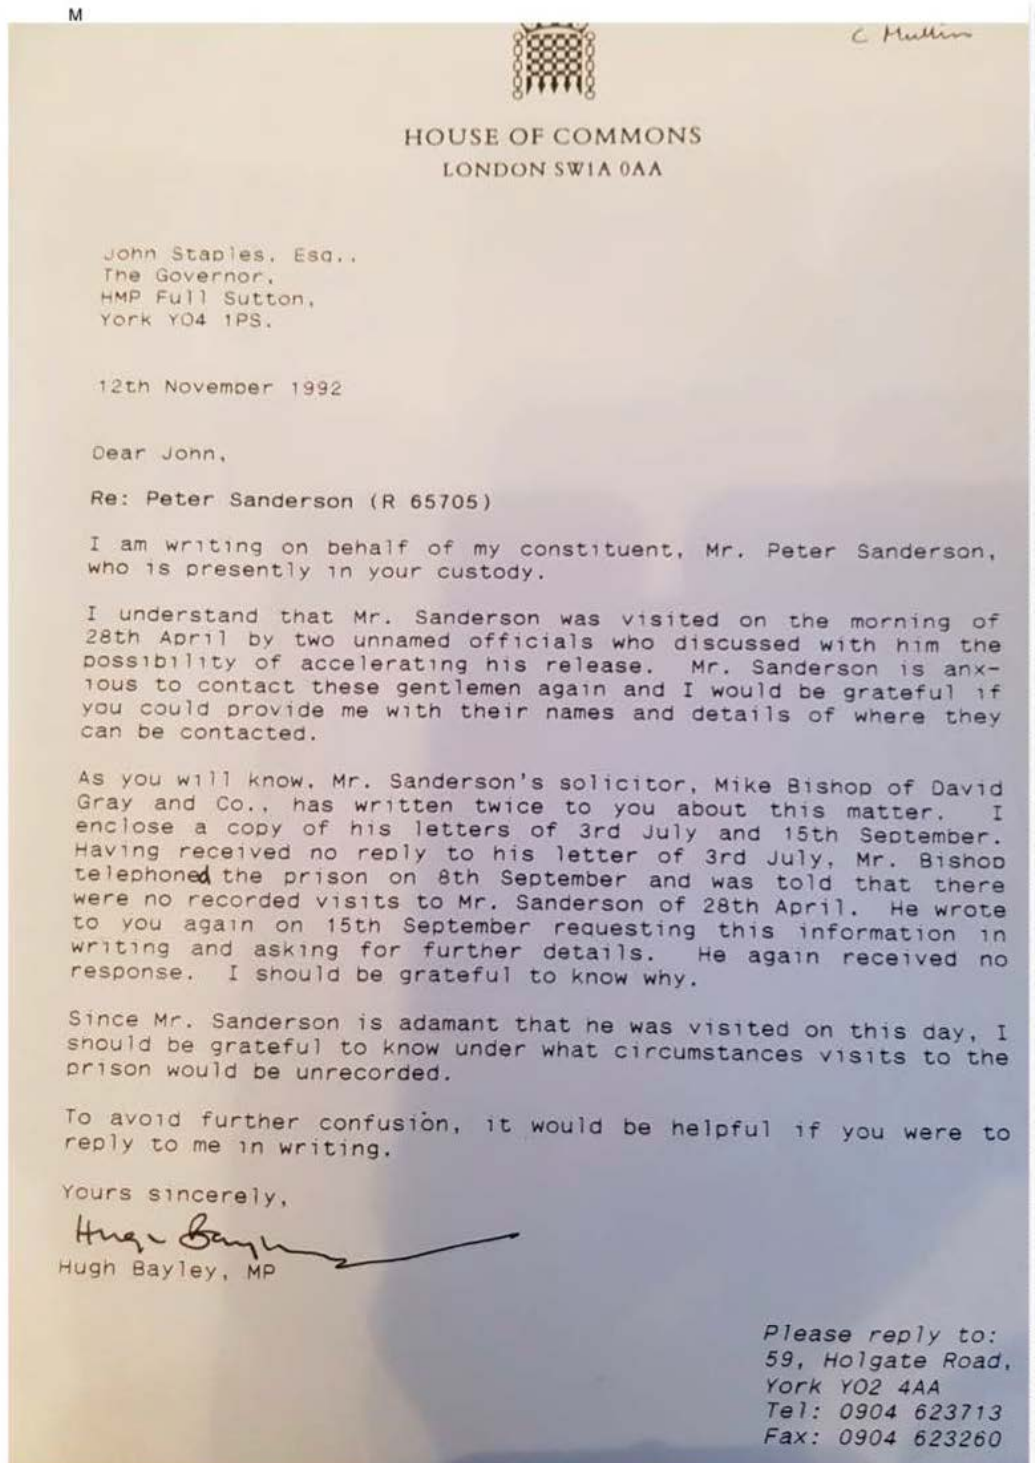 M
C Mullin
HOUSE OF COMMONS
LONDON SW1A 0AA
John Staples, Esq.,
The Governor,
HMP Full Sutton,
York YO4 1PS.
12th November 1992
Dear John,
Re: Peter Sanderson (R 65705)
I am writing on behalf of my constituent, Mr. Peter Sanderson,
who is presently in your custody.
I understand that Mr. Sanderson was visited on the morning of
28th April by two unnamed officials who discussed with him the
possibility of accelerating his release. Mr. Sanderson is anx-
ious to contact these gentlemen again and I would be grateful if
you could provide me with their names and details of where they
can be contacted.
As you will know, Mr. Sanderson's solicitor, Mike Bishop of David
Gray and Co., has written twice to you about this matter. I
enclose a copy of his letters of 3rd July and 15th September.
Having received no reply to his letter of 3rd July, Mr. Bishop
telephoned the prison on 8th September and was told that there
were no recorded visits to Mr. Sanderson of 28th April. He wrote
to you again on 15th September requesting this information in
writing and asking for further details. He again received no
response. I should be grateful to know why.
Since Mr. Sanderson is adamant that he was visited on this day, I
should be grateful to know under what circumstances visits to the
prison would be unrecorded.
To avoid further confusion, it would be helpful if you were to
reply to me in writing.
Yours sincerely,
Hugh Bayley
Hugh Bayley, MP
Please reply to:
59, Holgate Road,
York YO2 4AA
Tel: 0904 623713
Fax: 0904 623260